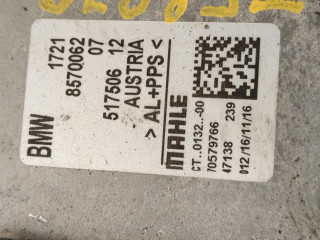 BMW
1721
8570062 07
517506 12
AUSTRIA
> AL+PPS <
MAHLE
CT..0132..-00
70579766
47138 239
012/16/11/16